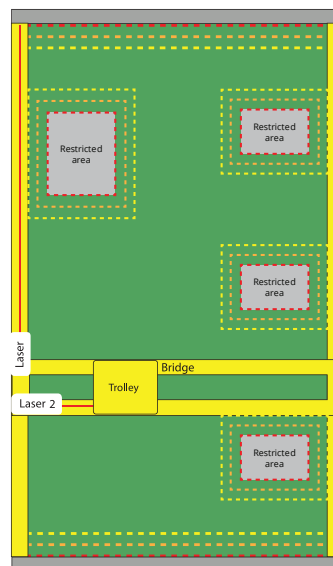 Restricted
area
Restricted
area
Restricted
area
Laser
Bridge
Trolley
Laser 2
Restricted
area